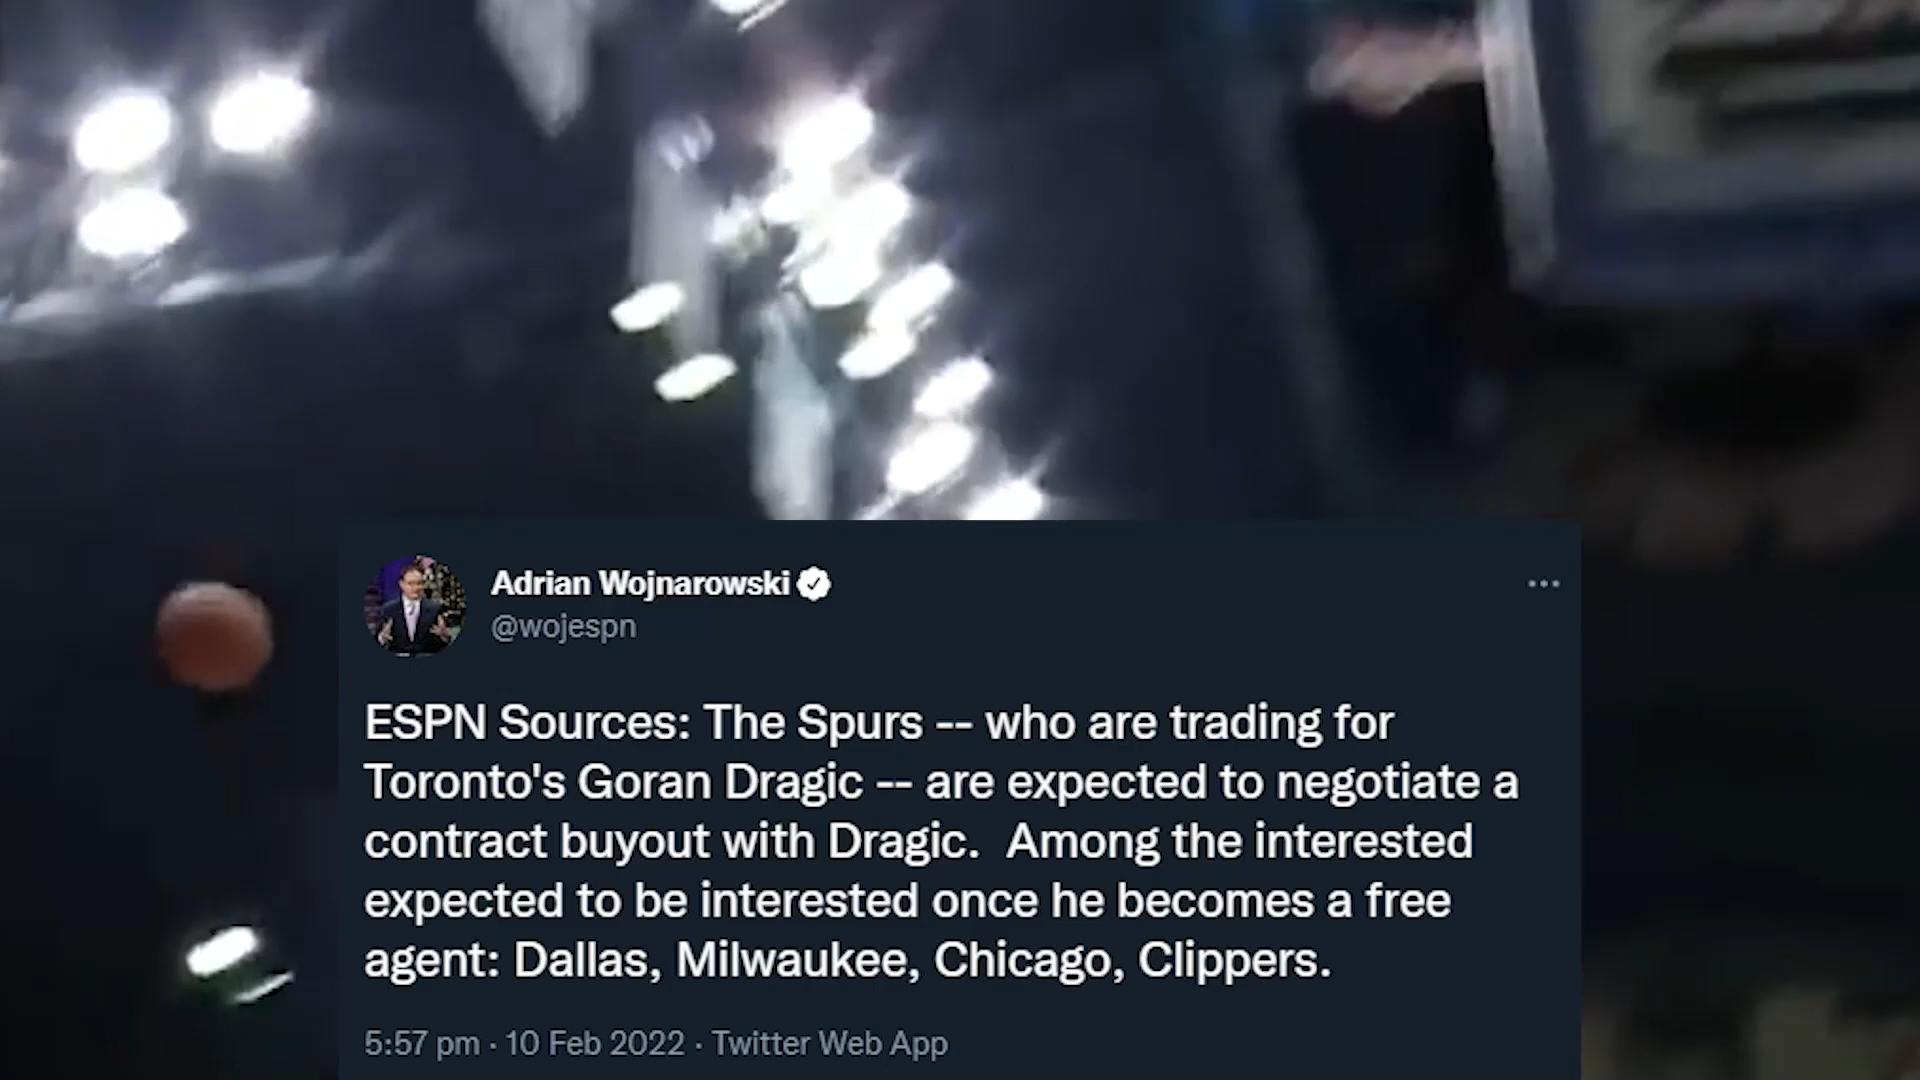 Adrian Wojnarowski
@wojespn
ESPN Sources: The Spurs -- who are trading for
Toronto's Goran Dragic -- are expected to negotiate a
contract buyout with Dragic.  Among the interested
expected to be interested once he becomes a free
agent: Dallas, Milwaukee, Chicago, Clippers.
5:57 pm · 10 Feb 2022 · Twitter Web App